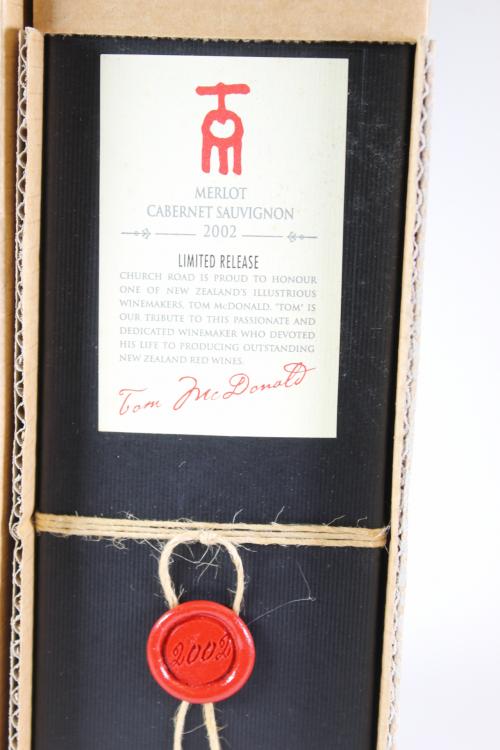 TOM
MERLOT
CABERNET SAUVIGNON
2002
LIMITED RELEASE
CHURCH ROAD IS PROUD TO HONOUR
ONE OF NEW ZEALAND'S ILLUSTRIOUS
WINEMAKERS, TOM McDONALD. "TOM" IS
OUR TRIBUTE TO THIS PASSIONATE AND
DEDICATED WINEMAKER WHO DEVOTED
HIS LIFE TO PRODUCING OUTSTANDING
NEW ZEALAND RED WINES.
Tom McDonald
2002